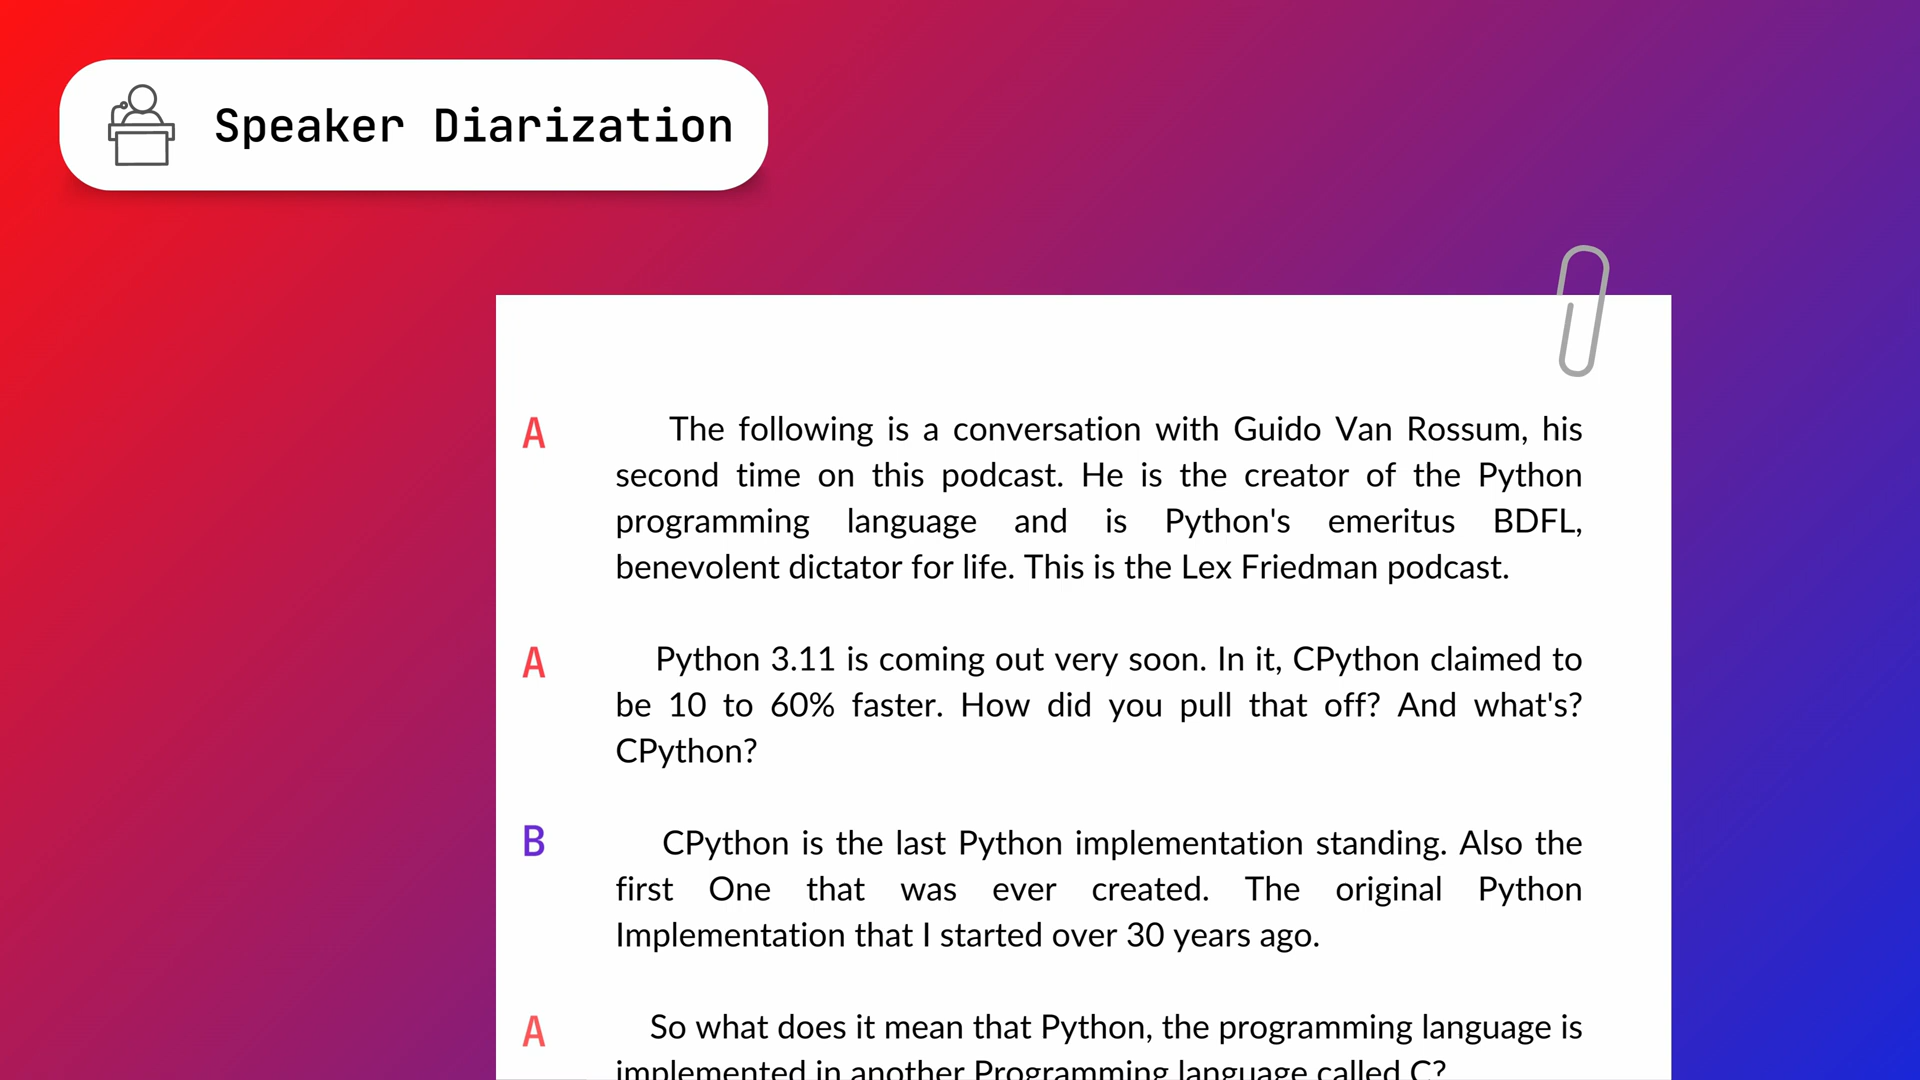 Speaker Diarization
A
The following is a conversation with Guido Van Rossum, his
second time on this podcast. He is the creator of the Python
programming language and is Python's emeritus BDFL,
benevolent dictator for life. This is the Lex Friedman podcast.
A
Python 3.11 is coming out very soon. In it, CPython claimed to
be 10 to 60% faster. How did you pull that off? And what's?
CPython?
B
CPython is the last Python implementation standing. Also the
first One that was ever created. The original Python
Implementation that I started over 30 years ago.
A
So what does it mean that Python, the programming language is
implemented in another Programming language called C?